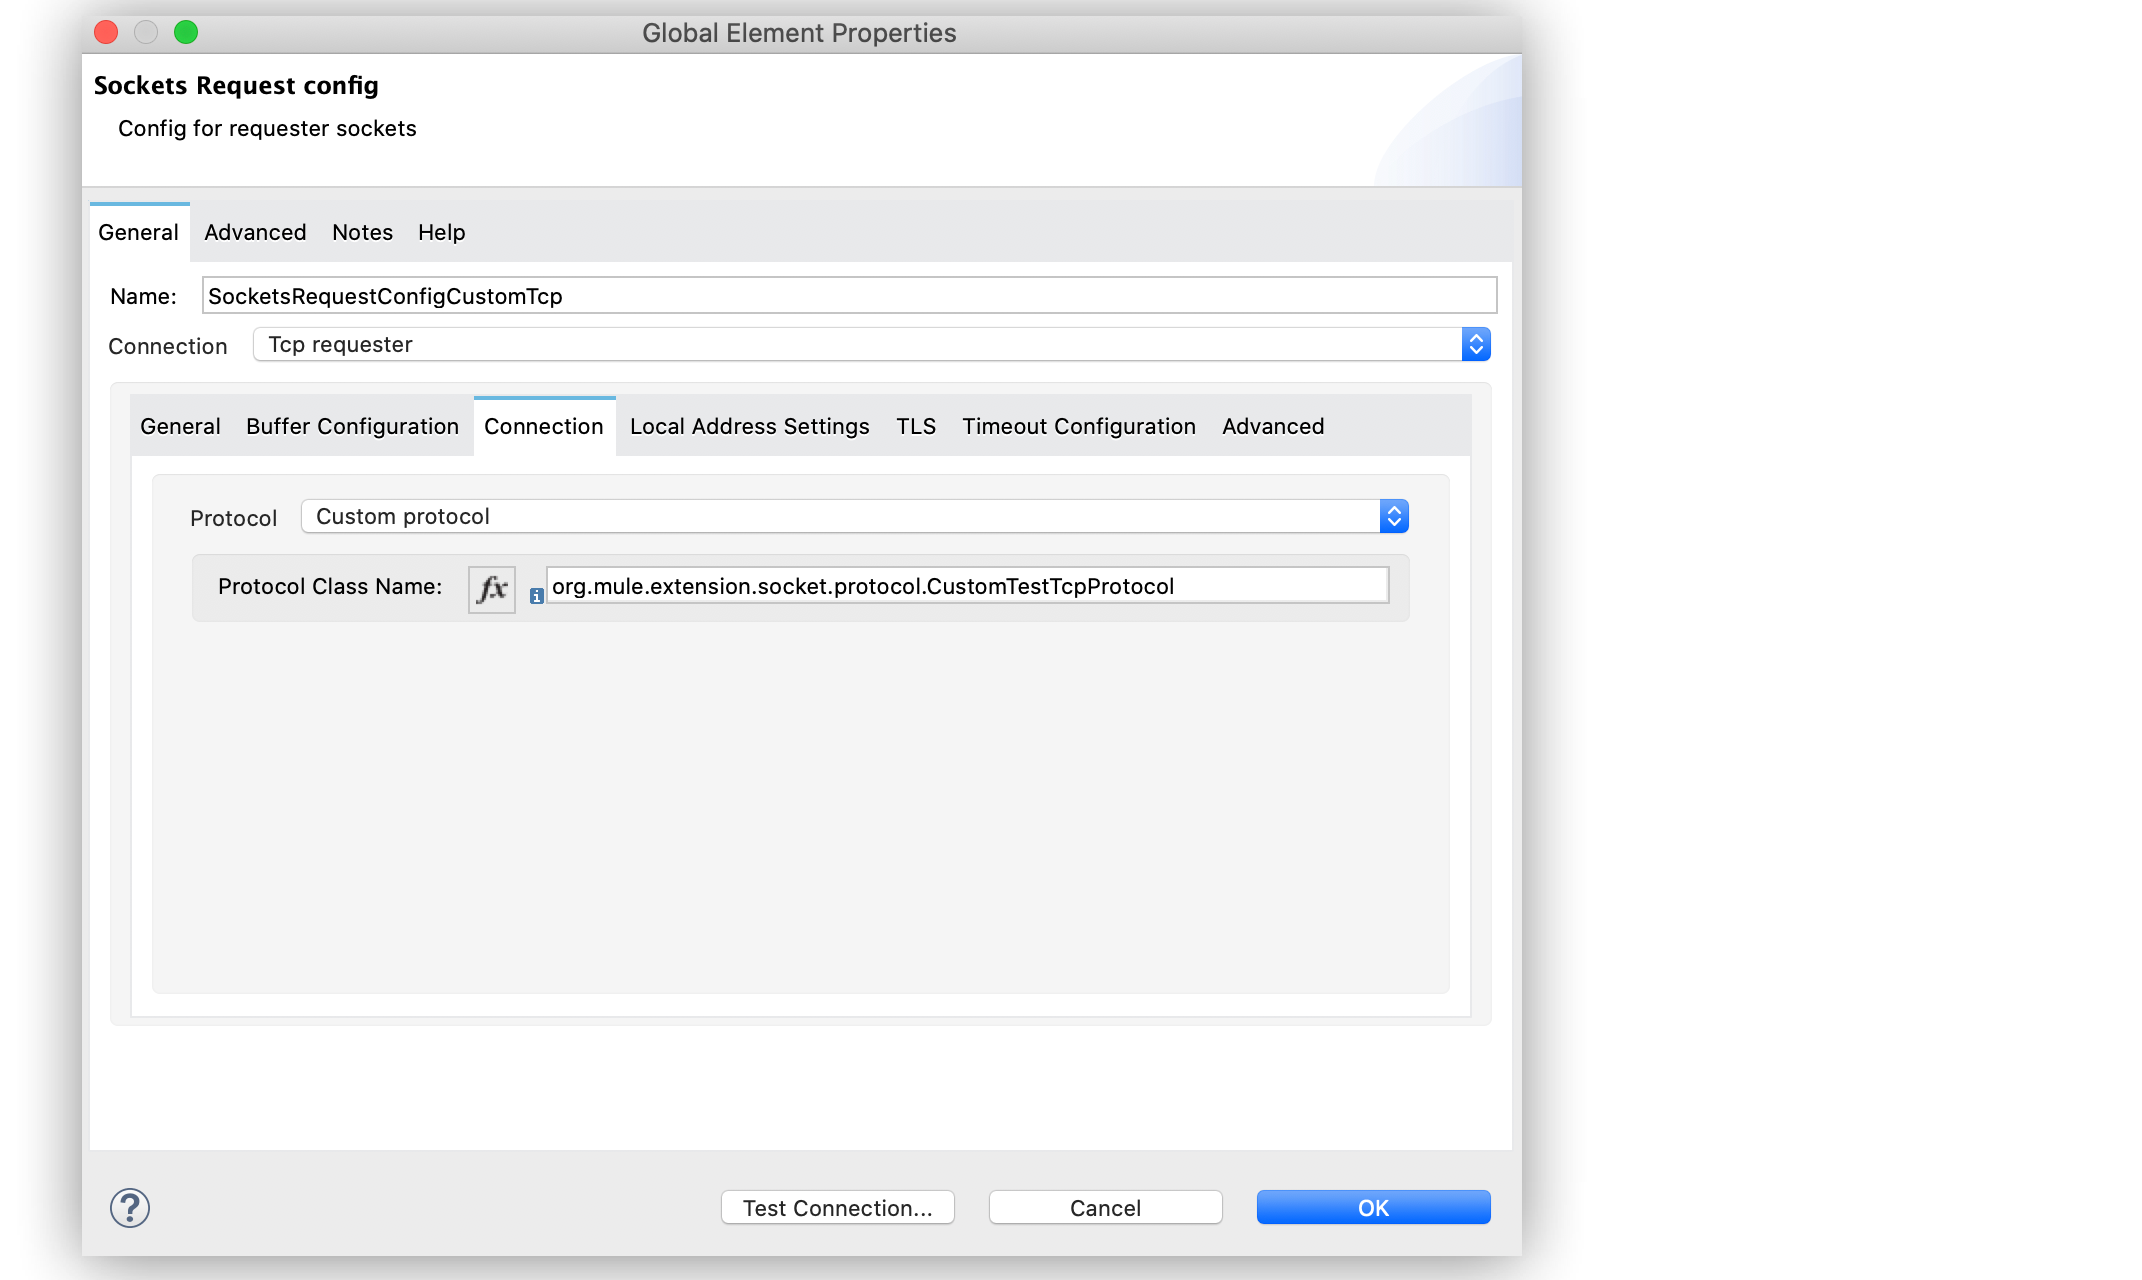 Global Element Properties
Sockets Request config
Config for requester sockets
General Advanced Notes Help
Name: SocketsRequestConfigCustomTcp
Connection Tcp requester
General Buffer Configuration Connection Local Address Settings TLS Timeout Configuration Advanced
Protocol Custom protocol
Protocol Class Name: fx i org.mule.extension.socket.protocol.CustomTestTcpProtocol
? Test Connection... Cancel OK